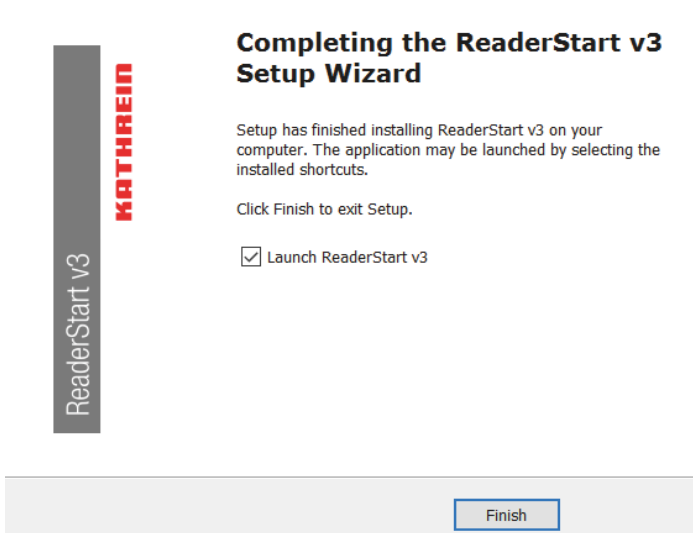 Completing the ReaderStart v3
Setup Wizard
KATHREIN
ReaderStart v3
Setup has finished installing ReaderStart v3 on your
computer. The application may be launched by selecting the
installed shortcuts.
Click Finish to exit Setup.
Launch ReaderStart v3
Finish